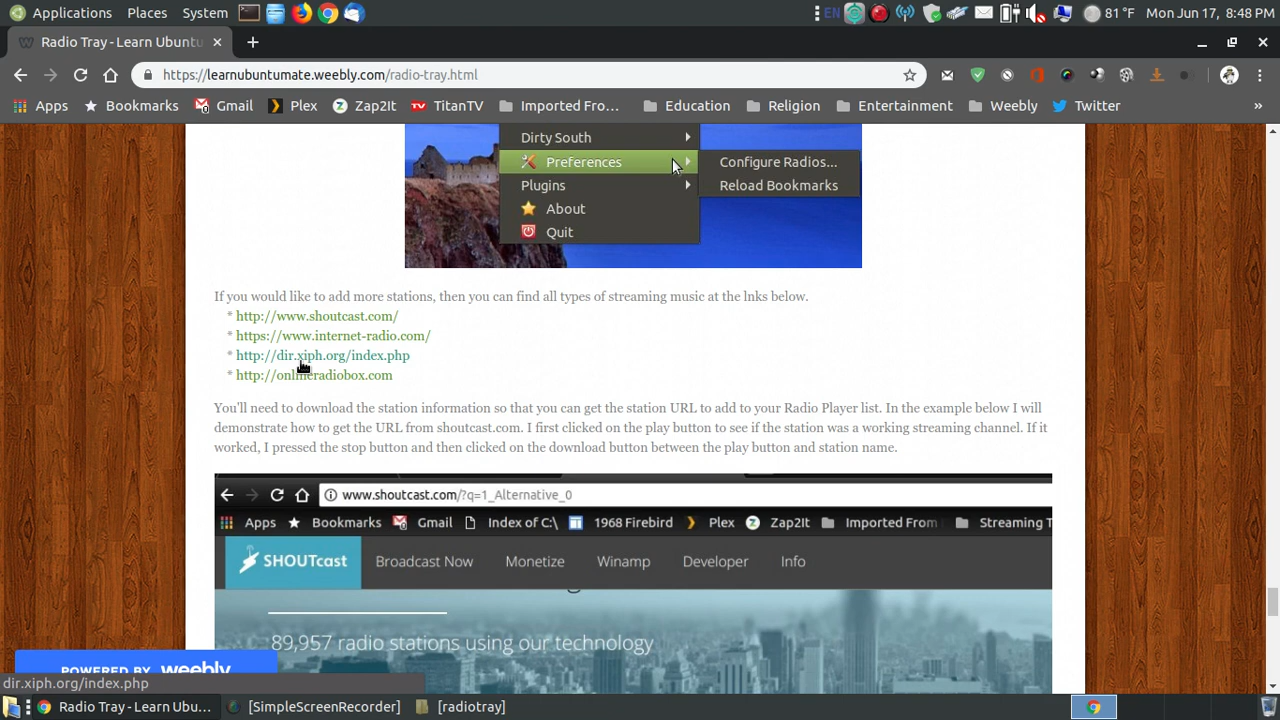 Applications Places System EN 81 °F Mon Jun 17, 8:48 PM
Radio Tray - Learn Ubuntu
https://learnubuntumate.weebly.com/radio-tray.html
Apps Bookmarks Gmail Plex Zap2It TitanTV Imported Fro... Education Religion Entertainment Weebly Twitter »
Dirty South
Preferences Configure Radios...
Plugins Reload Bookmarks
About
Quit
If you would like to add more stations, then you can find all types of streaming music at the lnks below.
* http://www.shoutcast.com/
* https://www.internet-radio.com/
* http://dir.xiph.org/index.php
* http://onlineradiobox.com
You'll need to download the station information so that you can get the station URL to add to your Radio Player list. In the example below I will
demonstrate how to get the URL from shoutcast.com. I first clicked on the play button to see if the station was a working streaming channel. If it
worked, I pressed the stop button and then clicked on the download button between the play button and station name.
www.shoutcast.com/?q=1_Alternative_0
Apps Bookmarks Gmail Index of C:\ 1968 Firebird Plex Zap2It Imported From Streaming T
SHOUTcast Broadcast Now Monetize Winamp Developer Info
89,957 radio stations using our technology
POWERED BY weebly
dir.xiph.org/index.php
Radio Tray - Learn Ubu... [SimpleScreenRecorder] [radiotray]